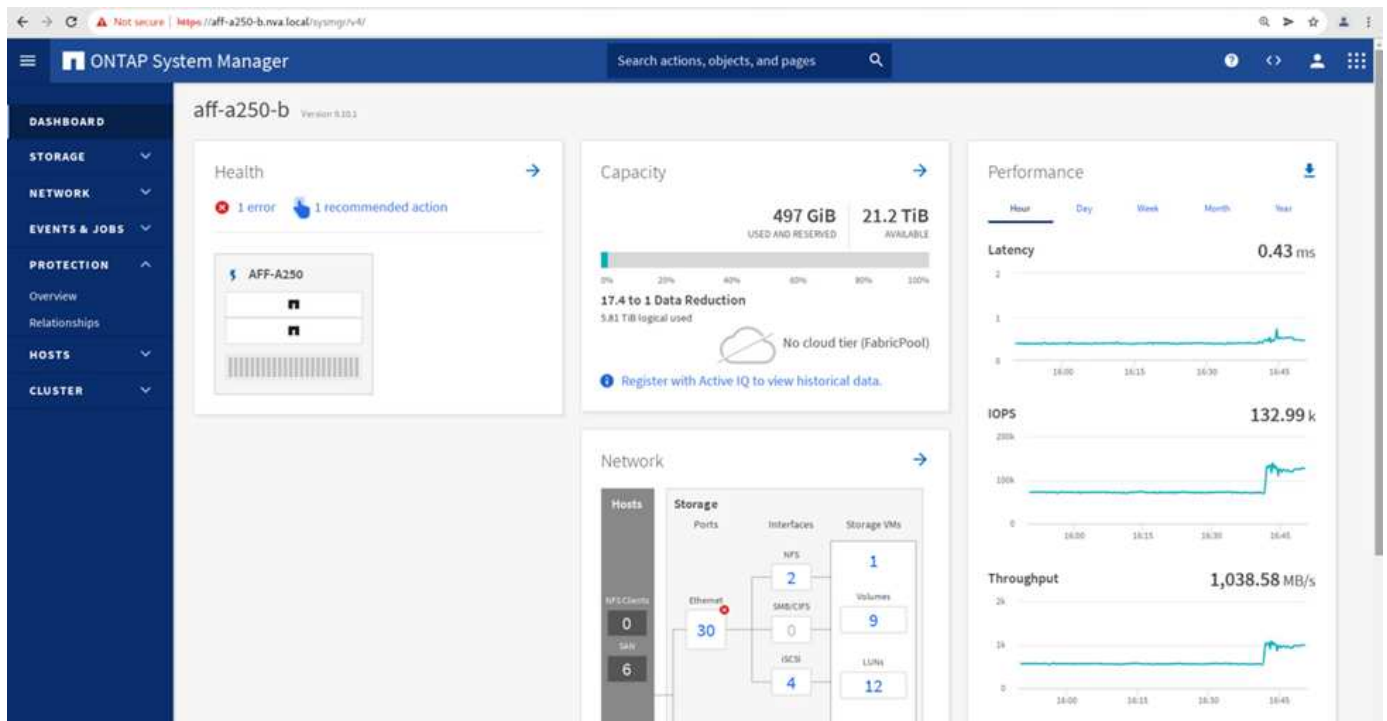 Not secure | https://aff-a250-b.nva.local/sysmgr/v4/
ONTAP System Manager
Search actions, objects, and pages
DASHBOARD
STORAGE
NETWORK
EVENTS & JOBS
PROTECTION
Overview
Relationships
HOSTS
CLUSTER
aff-a250-b Version 9.10.1
Health
1 error 1 recommended action
AFF-A250
Capacity
497 GiB 21.2 TiB
USED AND RESERVED AVAILABLE
0% 20% 40% 60% 80% 100%
17.4 to 1 Data Reduction
5.81 TiB logical used
No cloud tier (FabricPool)
Register with Active IQ to view historical data.
Network
Hosts Storage
Ports Interfaces Storage VMs
NFS
1
2
NFS Clients Ethernet SMB/CIFS Volumes
0 30 0 9
SAN iSCSI LUNs
6 4 12
Performance
Hour Day Week Month Year
Latency 0.43 ms
2
1
0
16:00 16:15 16:30 16:45
IOPS 132.99 k
200k
100k
0
16:00 16:15 16:30 16:45
Throughput 1,038.58 MB/s
2k
1k
0
16:00 16:15 16:30 16:45